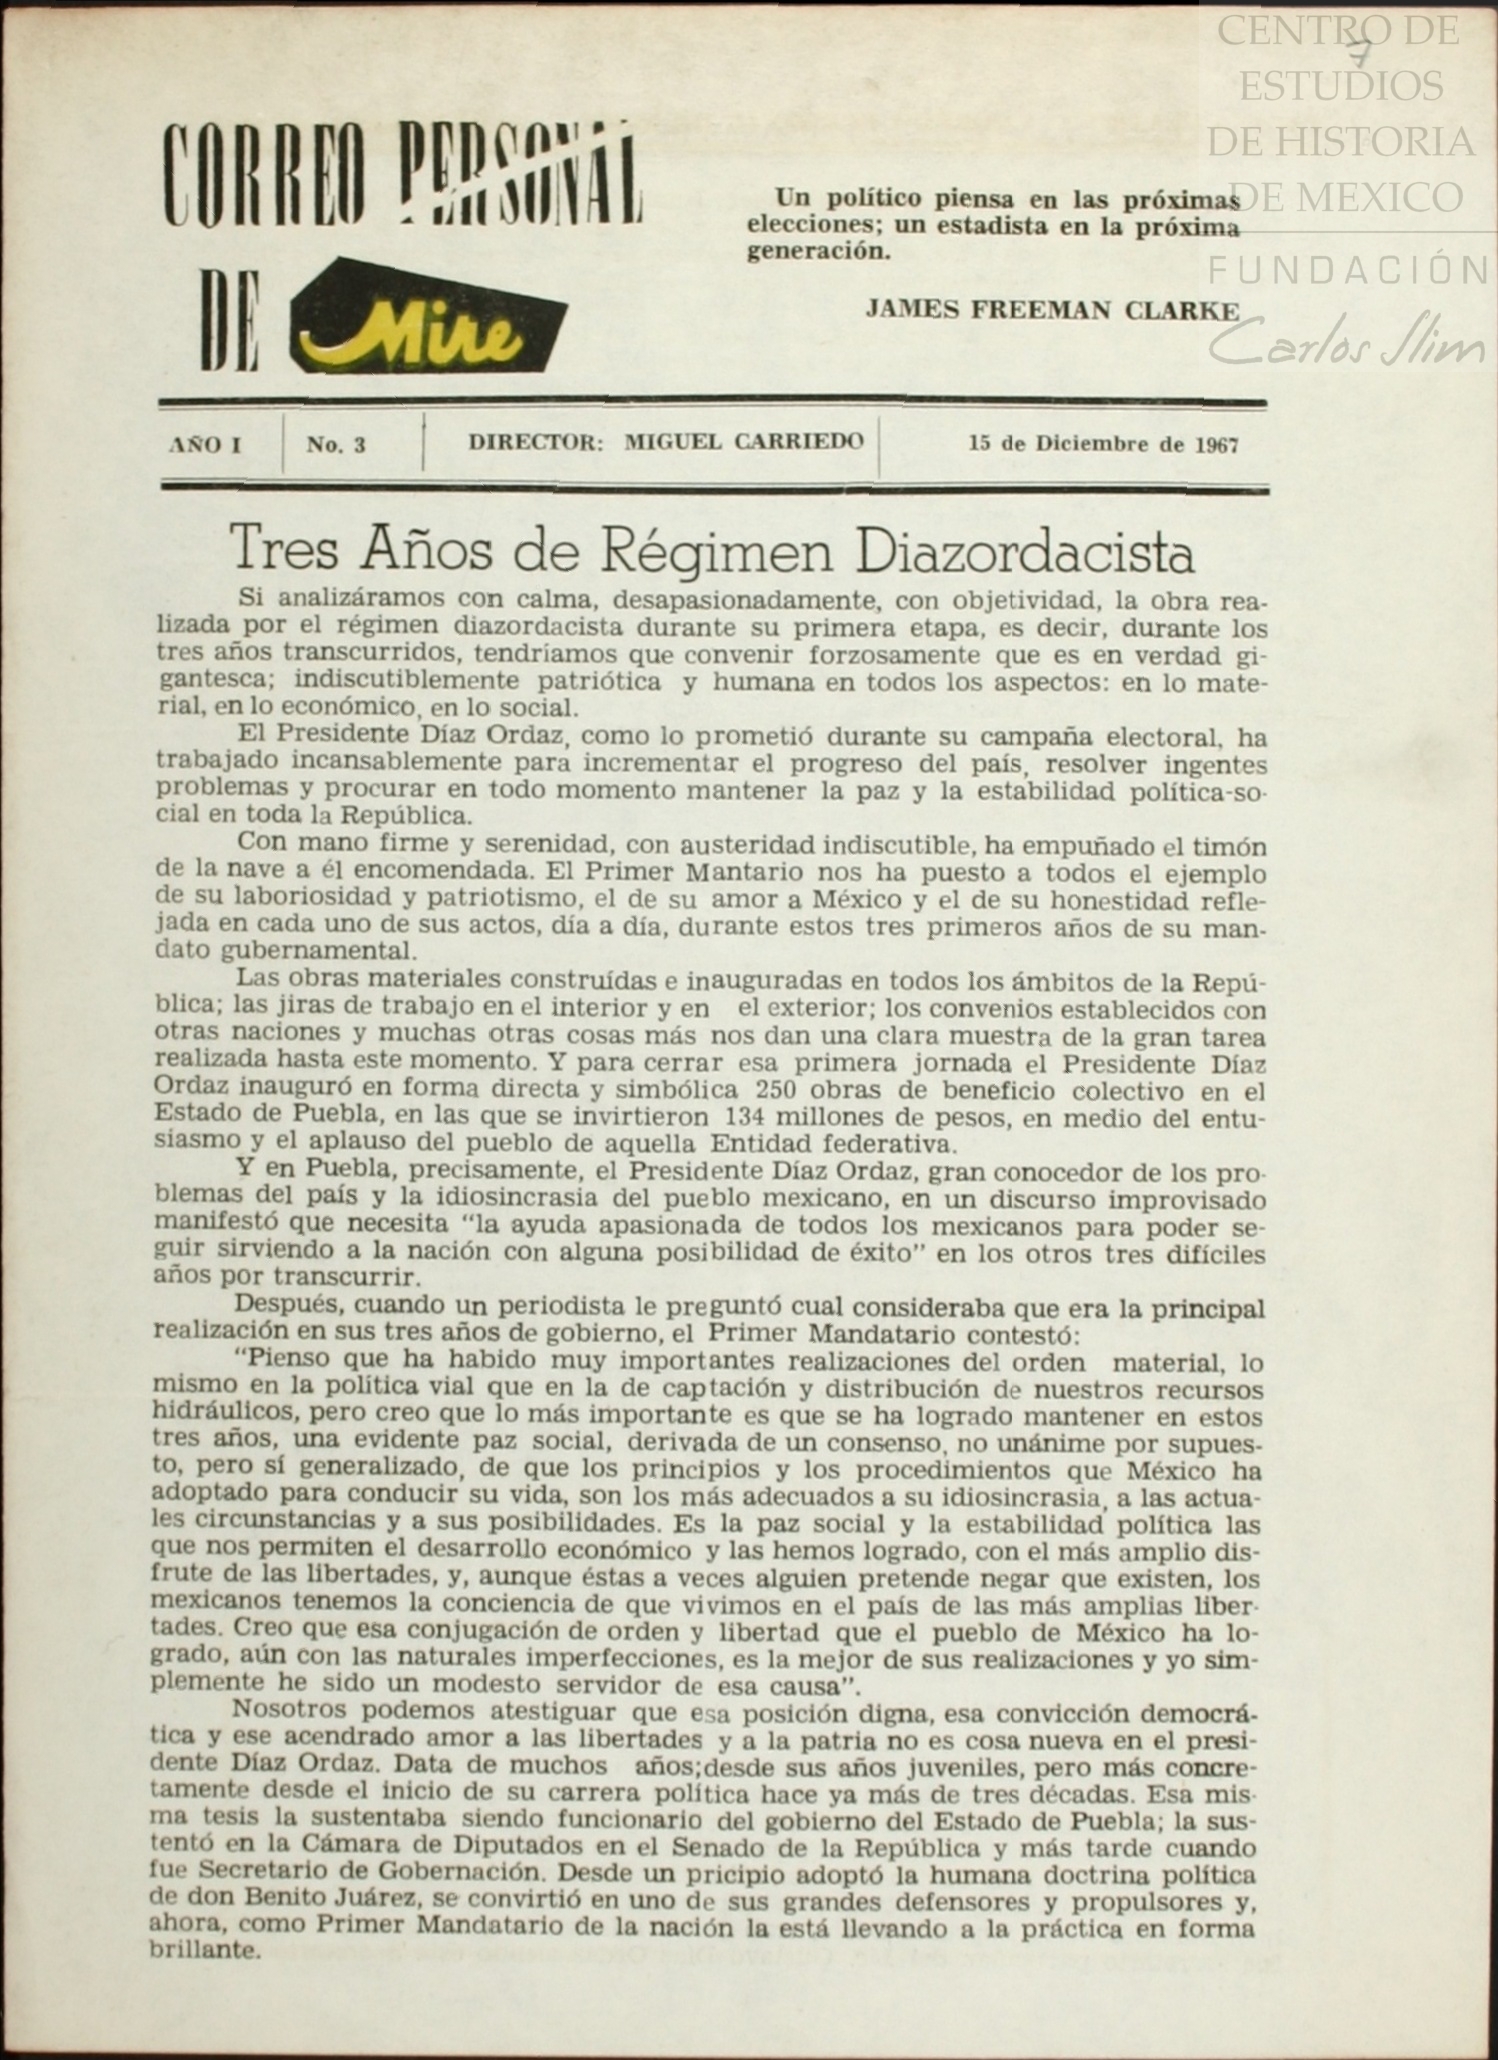 CENTRO DE
ESTUDIOS
DE HISTORIA
DE MEXICO
FUNDACIÓN
Carlos Slim
7
CORREO PERSONAL
DE Mire
Un político piensa en las próximas
elecciones; un estadista en la próxima
generación.
JAMES FREEMAN CLARKE
AÑO I No. 3 DIRECTOR: MIGUEL CARRIEDO 15 de Diciembre de 1967
Tres Años de Régimen Diazordacista
Si analizáramos con calma, desapasionadamente, con objetividad, la obra rea-
lizada por el régimen diazordacista durante su primera etapa, es decir, durante los
tres años transcurridos, tendríamos que convenir forzosamente que es en verdad gi-
gantesca; indiscutiblemente patriótica y humana en todos los aspectos: en lo mate-
rial, en lo económico, en lo social.
El Presidente Díaz Ordaz, como lo prometió durante su campaña electoral, ha
trabajado incansablemente para incrementar el progreso del país, resolver ingentes
problemas y procurar en todo momento mantener la paz y la estabilidad política-so-
cial en toda la República.
Con mano firme y serenidad, con austeridad indiscutible, ha empuñado el timón
de la nave a él encomendada. El Primer Mantario nos ha puesto a todos el ejemplo
de su laboriosidad y patriotismo, el de su amor a México y el de su honestidad refle-
jada en cada uno de sus actos, día a día, durante estos tres primeros años de su man-
dato gubernamental.
Las obras materiales construídas e inauguradas en todos los ámbitos de la Repú-
blica; las jiras de trabajo en el interior y en el exterior; los convenios establecidos con
otras naciones y muchas otras cosas más nos dan una clara muestra de la gran tarea
realizada hasta este momento. Y para cerrar esa primera jornada el Presidente Díaz
Ordaz inauguró en forma directa y simbólica 250 obras de beneficio colectivo en el
Estado de Puebla, en las que se invirtieron 134 millones de pesos, en medio del entu-
siasmo y el aplauso del pueblo de aquella Entidad federativa.
Y en Puebla, precisamente, el Presidente Díaz Ordaz, gran conocedor de los pro-
blemas del país y la idiosincrasia del pueblo mexicano, en un discurso improvisado
manifestó que necesita “la ayuda apasionada de todos los mexicanos para poder se-
guir sirviendo a la nación con alguna posibilidad de éxito” en los otros tres difíciles
años por transcurrir.
Después, cuando un periodista le preguntó cual consideraba que era la principal
realización en sus tres años de gobierno, el Primer Mandatario contestó:
“Pienso que ha habido muy importantes realizaciones del orden material, lo
mismo en la política vial que en la de captación y distribución de nuestros recursos
hidráulicos, pero creo que lo más importante es que se ha logrado mantener en estos
tres años, una evidente paz social, derivada de un consenso, no unánime por supues-
to, pero sí generalizado, de que los principios y los procedimientos que México ha
adoptado para conducir su vida, son los más adecuados a su idiosincrasia, a las actua-
les circunstancias y a sus posibilidades. Es la paz social y la estabilidad política las
que nos permiten el desarrollo económico y las hemos logrado, con el más amplio dis-
frute de las libertades, y, aunque éstas a veces alguien pretende negar que existen, los
mexicanos tenemos la conciencia de que vivimos en el país de las más amplias liber-
tades. Creo que esa conjugación de orden y libertad que el pueblo de México ha lo-
grado, aún con las naturales imperfecciones, es la mejor de sus realizaciones y yo sim-
plemente he sido un modesto servidor de esa causa”.
Nosotros podemos atestiguar que esa posición digna, esa convicción democrá-
tica y ese acendrado amor a las libertades y a la patria no es cosa nueva en el presi-
dente Díaz Ordaz. Data de muchos años;desde sus años juveniles, pero más concre-
tamente desde el inicio de su carrera política hace ya más de tres décadas. Esa mis-
ma tesis la sustentaba siendo funcionario del gobierno del Estado de Puebla; la sus-
tentó en la Cámara de Diputados en el Senado de la República y más tarde cuando
fue Secretario de Gobernación. Desde un pricipio adoptó la humana doctrina política
de don Benito Juárez, se convirtió en uno de sus grandes defensores y propulsores y,
ahora, como Primer Mandatario de la nación la está llevando a la práctica en forma
brillante.